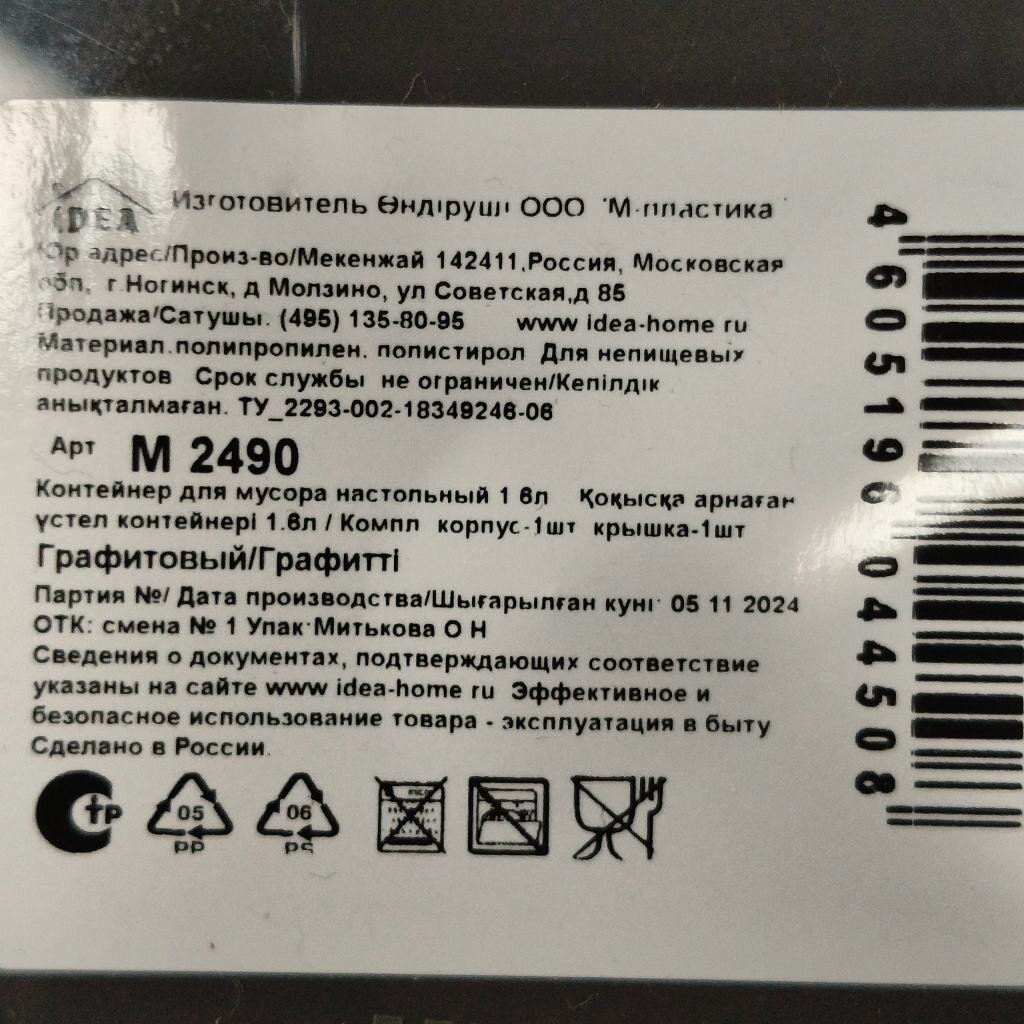 IDEA
Изготовитель Өндіруші ООО "М-пластика"
Юр адрес/Произ-во/Мекенжай 142411,Россия, Московская
обл, г.Ногинск, д Молзино, ул Советская,д 85
Продажа/Сатушы. (495) 135-80-95 www idea-home ru
Материал.полипропилен. полистирол Для непищевых
продуктов Срок службы не ограничен/Кепілдік
анықталмаған. ТУ_2293-002-18349246-06
Арт М 2490
Контейнер для мусора настольный 1 6л Қоқысқа арнаған
үстел контейнері 1.6л / Компл корпус-1шт крышка-1шт
Графитовый/Графитті
Партия №/ Дата производства/Шығарылған куні 05 11 2024
ОТК: смена № 1 Упак Митькова О Н
Сведения о документах, подтверждающих соответствие
указаны на сайте www idea-home ru Эффективное и
безопасное использование товара - эксплуатация в быту
Сделано в России.
СтР 05 06
PP PS
4 605196 044508